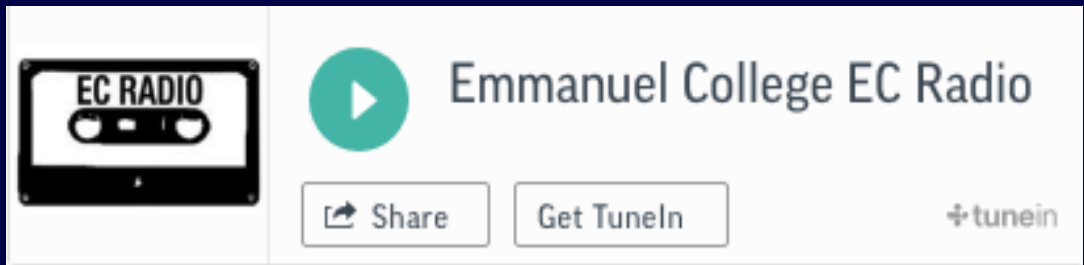 EC RADIO
Emmanuel College EC Radio
Share
Get TuneIn
tunein